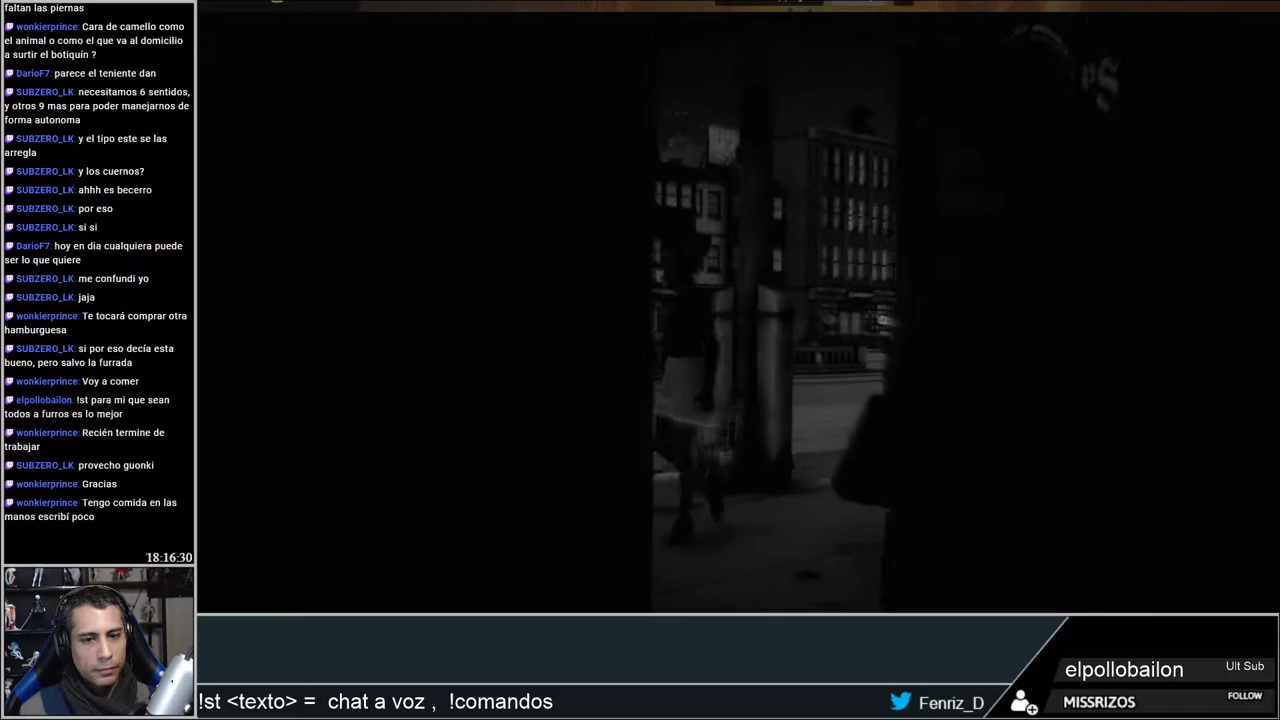 faltan las piernas
wonkierprince: Cara de camello como
el animal o como el que va al domicilio
a surtir el botiquín ?
DarioF7: parece el teniente dan
SUBZERO_LK: necesitamos 6 sentidos,
y otros 9 mas para poder manejarnos de
forma autonoma
SUBZERO_LK: y el tipo este se las
arregla
SUBZERO_LK: y los cuernos?
SUBZERO_LK: ahhh es becerro
SUBZERO_LK: por eso
SUBZERO_LK: si si
DarioF7: hoy en dia cualquiera puede
ser lo que quiere
SUBZERO_LK: me confundi yo
SUBZERO_LK: jaja
wonkierprince: Te tocará comprar otra
hamburguesa
SUBZERO_LK: si por eso decía esta
bueno, pero salvo la furrada
wonkierprince: Voy a comer
elpollobailon: !st para mi que sean
todos a furros es lo mejor
wonkierprince: Recién termine de
trabajar
SUBZERO_LK: provecho guonki
wonkierprince: Gracias
wonkierprince: Tengo comida en las
manos escribí poco
18:16:30
elpollobailon Ult Sub
!st <texto> = chat a voz , !comandos
Fenriz_D
MISSRIZOS FOLLOW